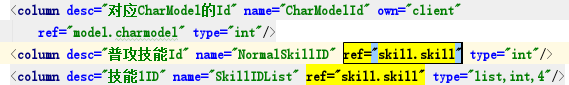 <column desc="对应CharModel的Id" name="CharModelId" own="client"
ref="model.charmodel" type="int"/>
<column desc="普攻技能Id" name="NormalSkillID" ref="skill.skill" type="int"/>
<column desc="技能1ID" name="SkillIDList" ref="skill.skill" type="list,int,4"/>